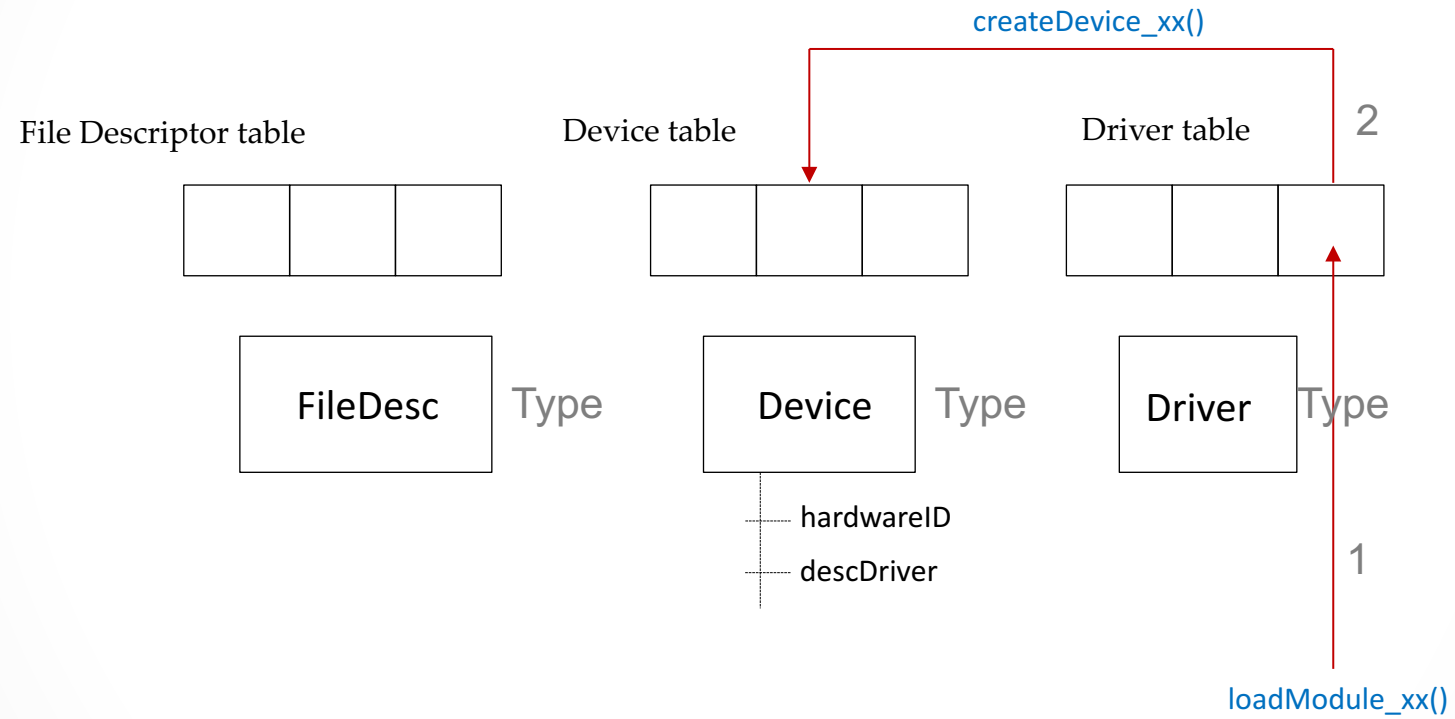 createDevice_xx()
File Descriptor table
Device table
Driver table
2
FileDesc
Type
Device
Type
Driver
Type
hardwareID
descDriver
1
loadModule_xx()